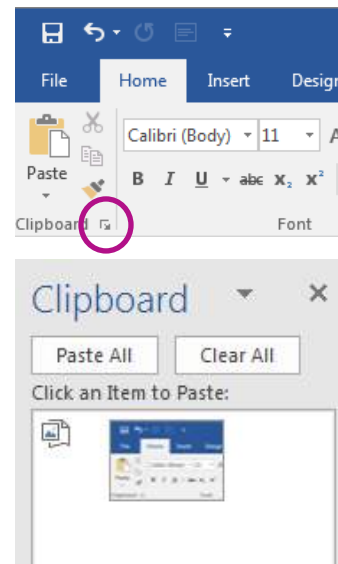 File Home Insert Design
Calibri (Body) 11 A
Paste B I U abc X₂ X²
Clipboard Font
Clipboard
Paste All Clear All
Click an Item to Paste: